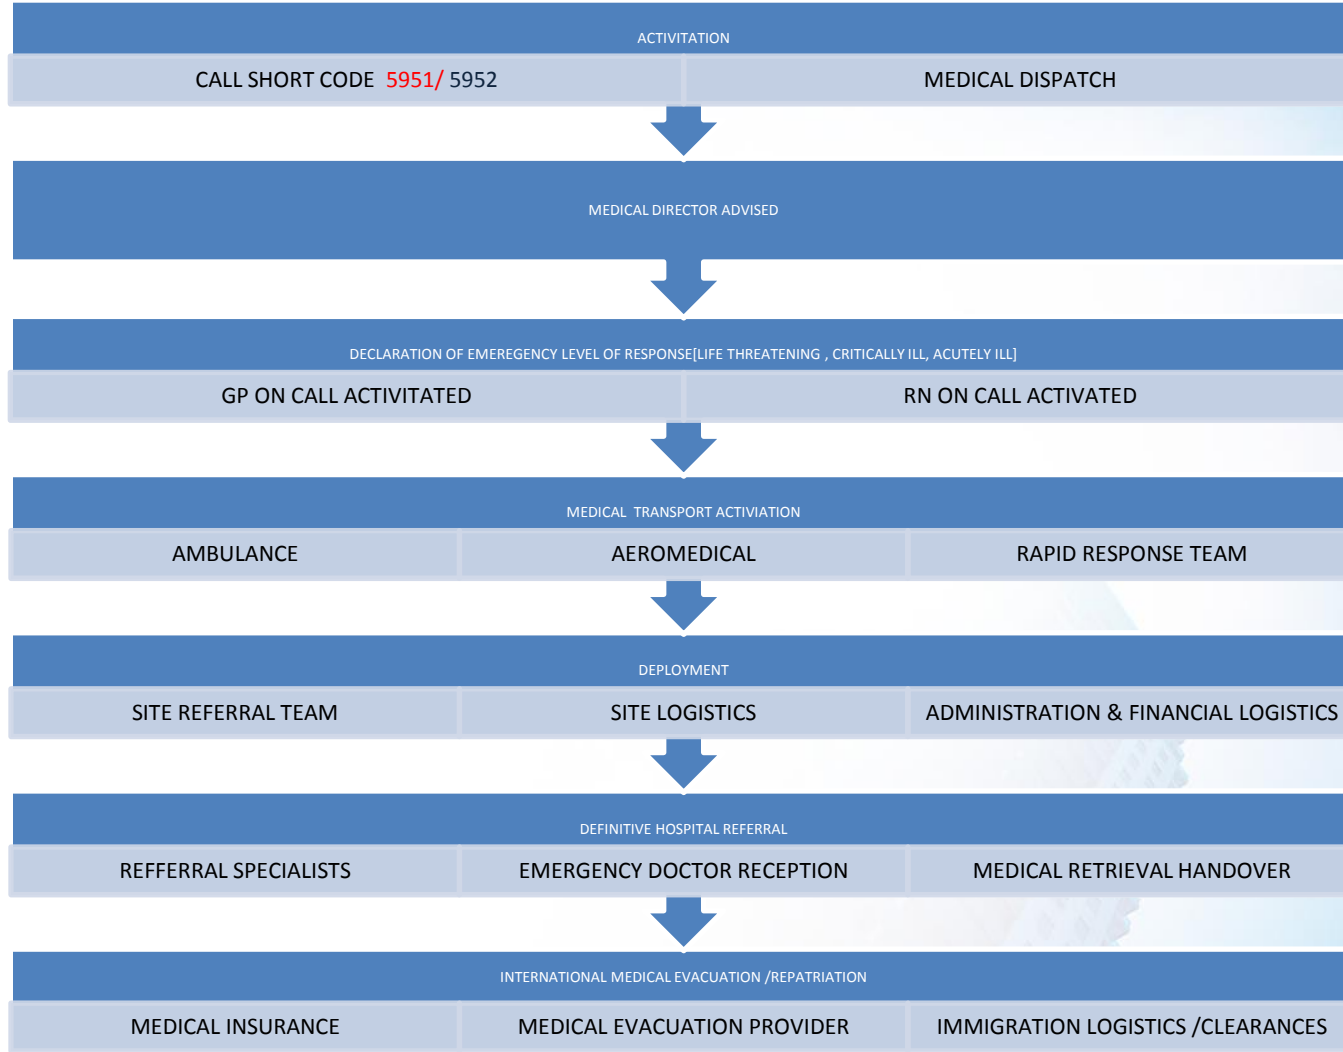 ACTIVITATION
CALL SHORT CODE 5951/ 5952
MEDICAL DISPATCH
MEDICAL DIRECTOR ADVISED
DECLARATION OF EMEREGENCY LEVEL OF RESPONSE[LIFE THREATENING , CRITICALLY ILL, ACUTELY ILL]
GP ON CALL ACTIVITATED
RN ON CALL ACTIVATED
MEDICAL TRANSPORT ACTIVIATION
AMBULANCE
AEROMEDICAL
RAPID RESPONSE TEAM
DEPLOYMENT
SITE REFERRAL TEAM
SITE LOGISTICS
ADMINISTRATION & FINANCIAL LOGISTICS
DEFINITIVE HOSPITAL REFERRAL
REFFERRAL SPECIALISTS
EMERGENCY DOCTOR RECEPTION
MEDICAL RETRIEVAL HANDOVER
INTERNATIONAL MEDICAL EVACUATION /REPATRIATION
MEDICAL INSURANCE
MEDICAL EVACUATION PROVIDER
IMMIGRATION LOGISTICS /CLEARANCES